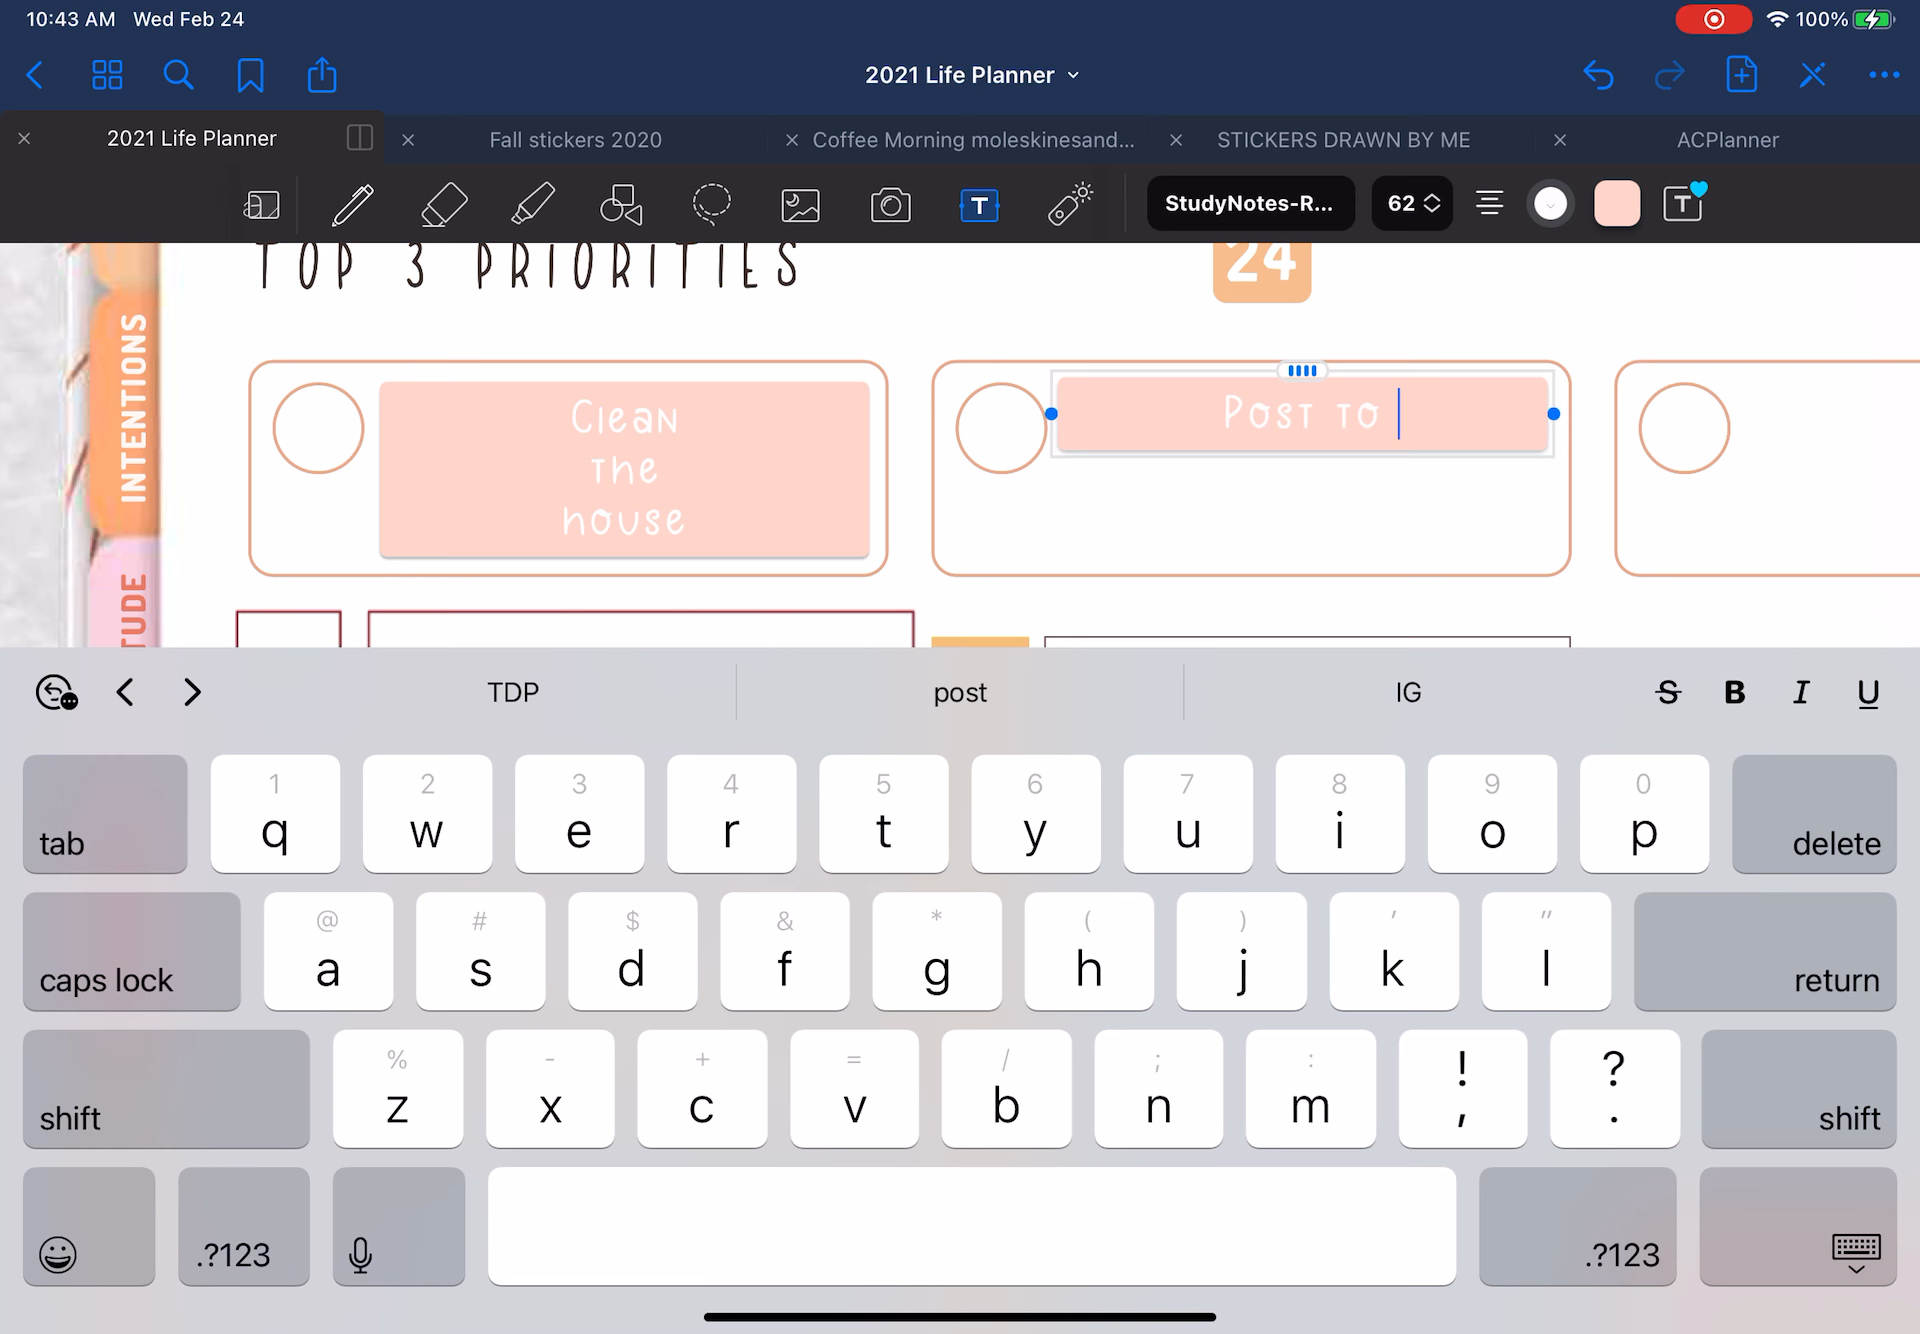 10:43 AM Wed Feb 24
100%
2021 Life Planner
2021 Life Planner
Fall stickers 2020
Coffee Morning moleskinesand...
STICKERS DRAWN BY ME
ACPlanner
StudyNotes-R...
62
TOP 3 PRIORITIES
24
INTENTIONS
TUDE
Clean
The
house
Post to
TDP
post
IG
S B I U
tab
1 2 3 4 5 6 7 8 9 0
q w e r t y u i o p
delete
@ # $ & * ( ) ' "
caps lock
a s d f g h j k l
return
% - + = / ; : ! ?
shift
z x c v b n m , .
shift
.?123
.?123